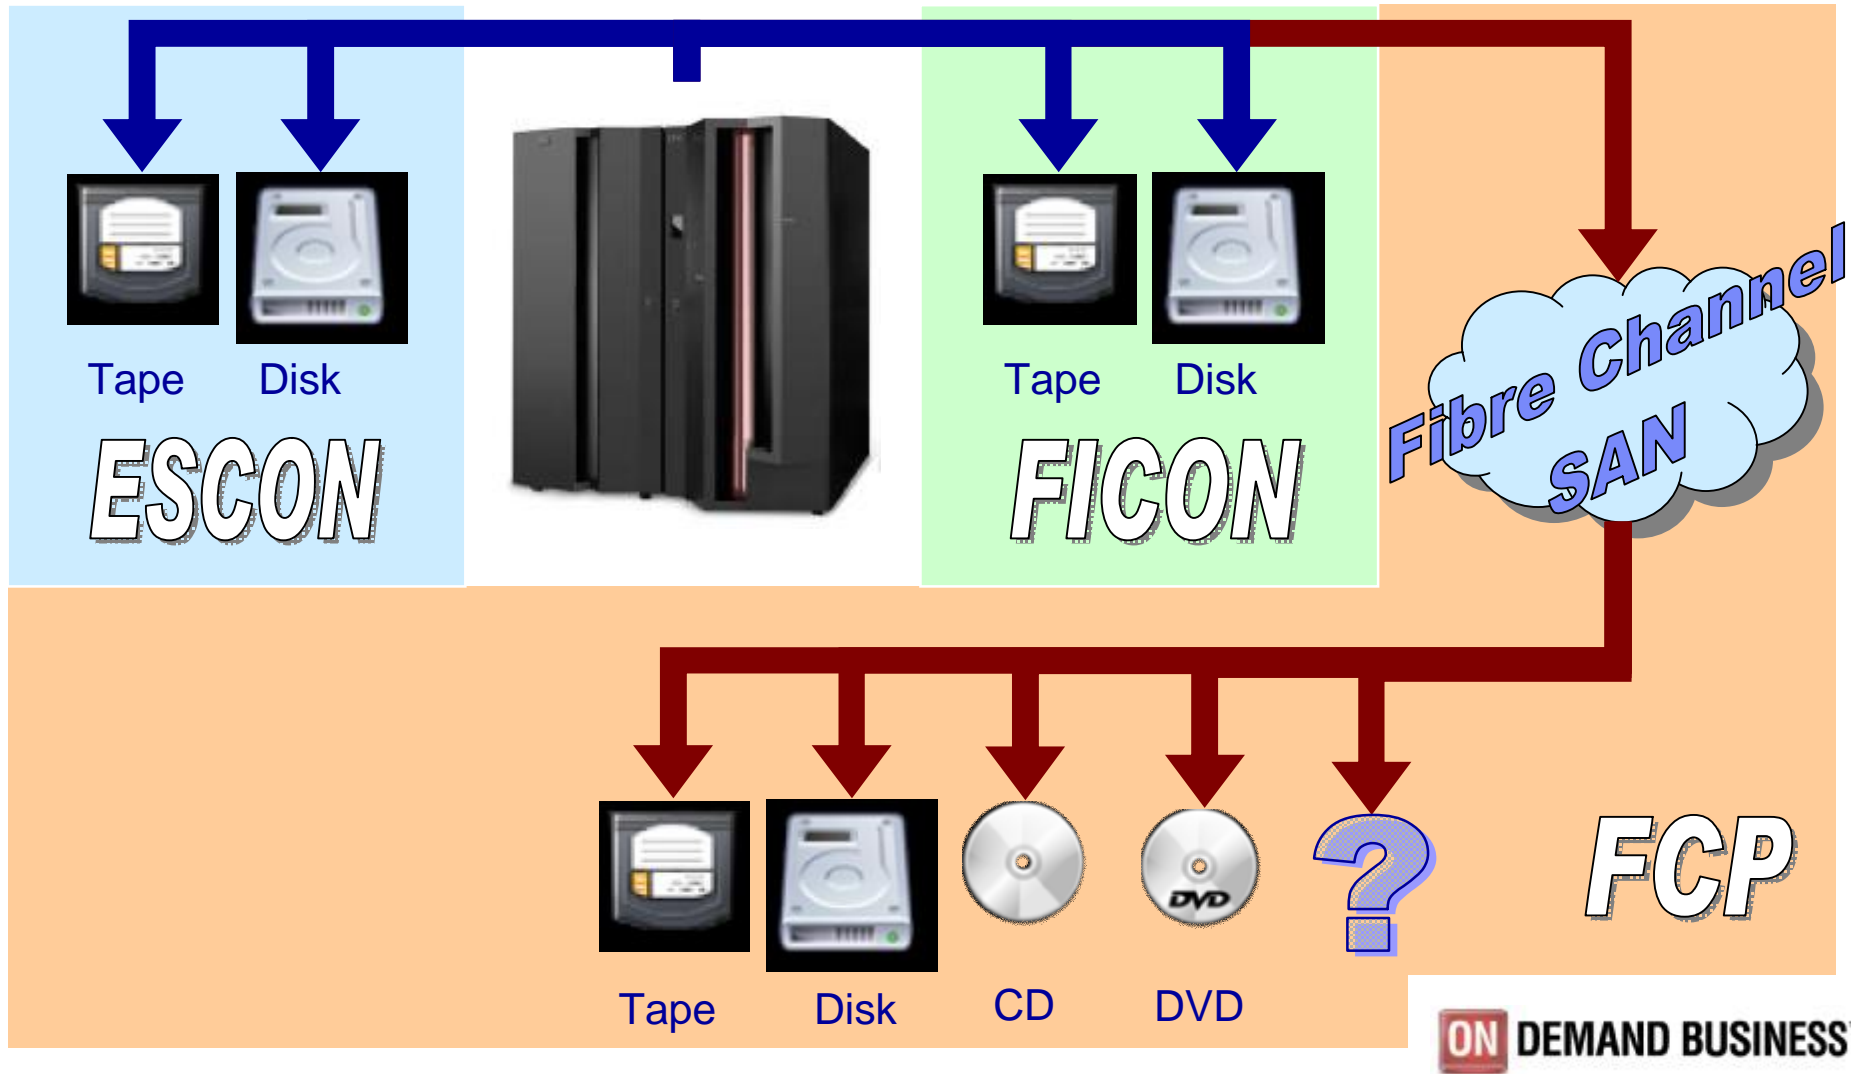 Tape
Disk
ESCON
Tape
Disk
FICON
Fibre Channel
SAN
Tape
Disk
CD
DVD
DVD
?
FCP
ON DEMAND BUSINESS